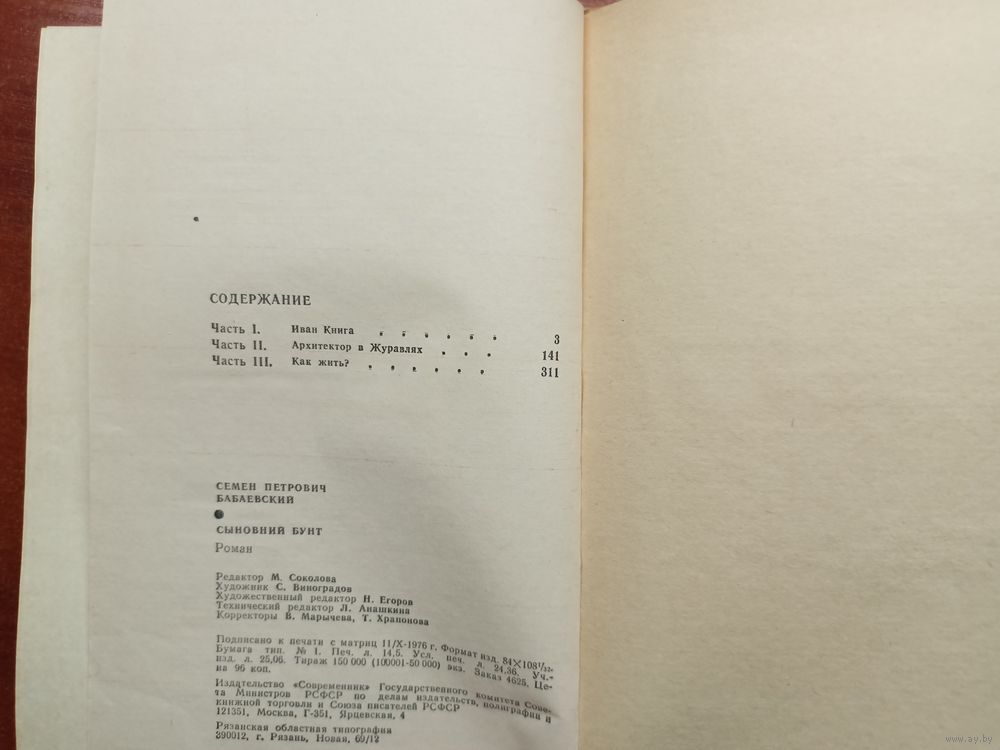 СОДЕРЖАНИЕ
Часть I. Иван Книга . . . . . . 3
Часть II. Архитектор в Журавлях . . . 141
Часть III. Как жить? . . . . . . 311
СЕМЕН ПЕТРОВИЧ
БАБАЕВСКИЙ
СЫНОВНИЙ БУНТ
Роман
Редактор М. Соколова
Художник С. Виноградов
Художественный редактор Н. Егоров
Технический редактор Л. Анашкина
Корректоры В. Марычева, Т. Храпонова
Подписано к печати с матриц 11/X-1976 г. Формат изд. 84×108 1/32.
Бумага тип. № 1. Печ. л. 14,5. Усл. печ. л. 24,36. Уч.-
изд. л. 25,06. Тираж 150 000 (100001-50 000) экз. Заказ 4625. Це-
на 96 коп.
Издательство «Современник» Государственного комитета Сове-
та Министров РСФСР по делам издательств, полиграфии и
книжной торговли и Союза писателей РСФСР
121351, Москва, Г-351, Ярцевская, 4
Рязанская областная типография
390012, г. Рязань, Новая, 69/12
www.ay.by